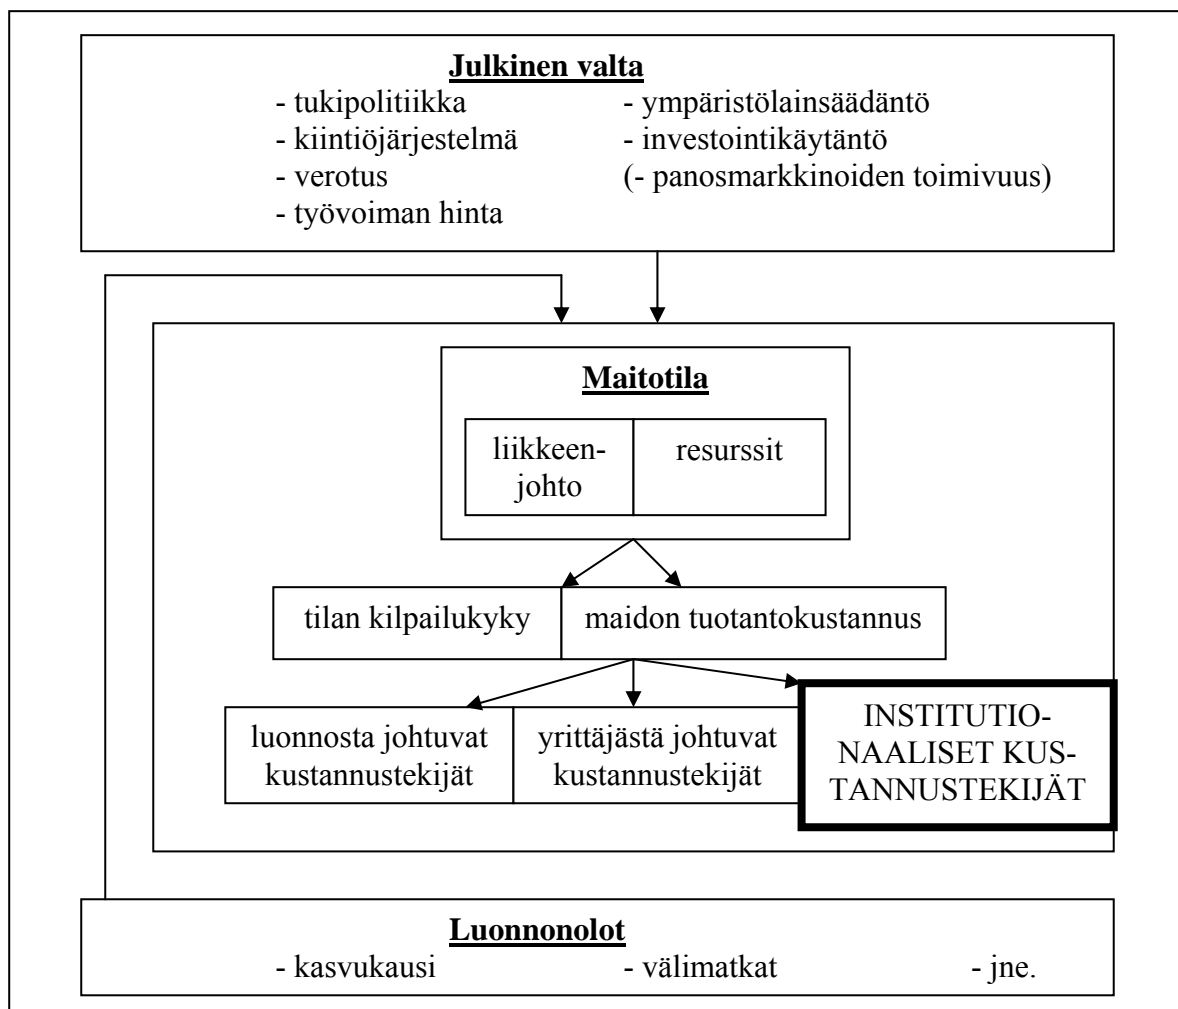 Julkinen valta
- tukipolitiikka - ympäristölainsäädäntö
- kiintiöjärjestelmä - investointikäytäntö
- verotus (- panosmarkkinoiden toimivuus)
- työvoiman hinta
Maitotila
liikkeen-
johto
resurssit
tilan kilpailukyky
maidon tuotantokustannus
luonnosta johtuvat
kustannustekijät
yrittäjästä johtuvat
kustannustekijät
INSTITUTIO-
NAALISET KUS-
TANNUSTEKIJÄT
Luonnonolot
- kasvukausi - välimatkat - jne.